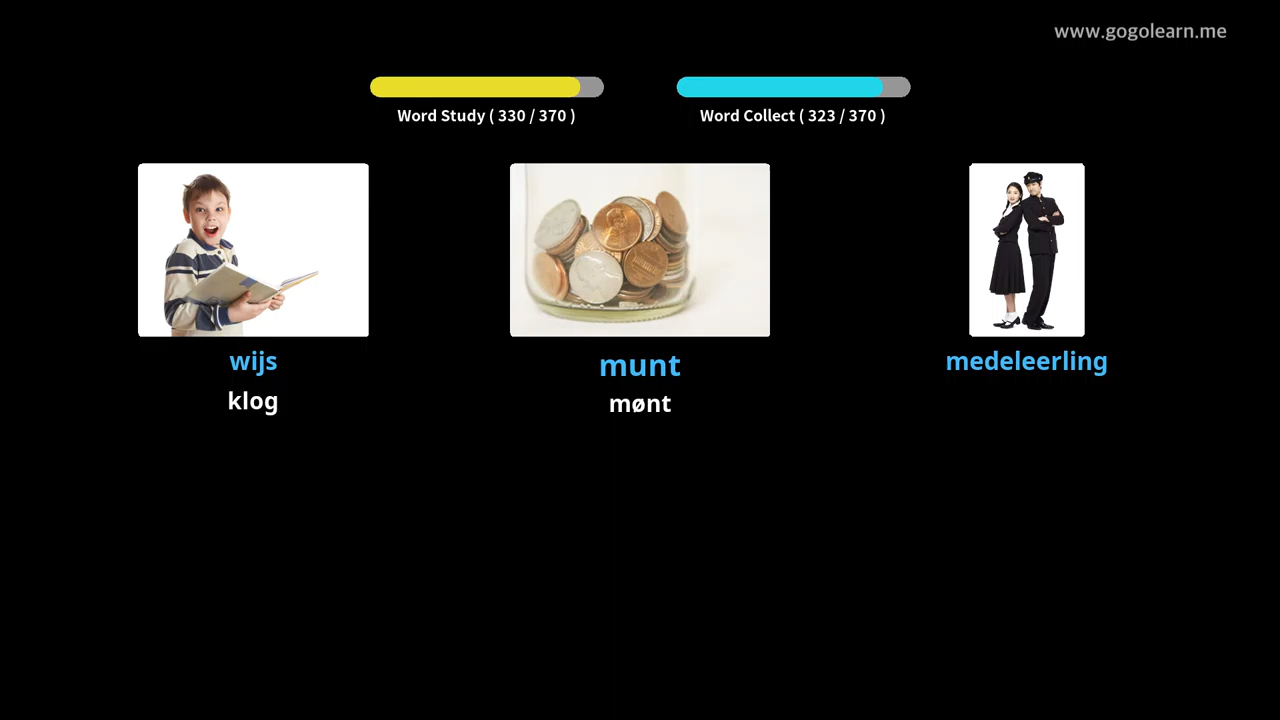 www.gogolearn.me
Word Study ( 330 / 370 )
Word Collect ( 323 / 370 )
wijs
klog
munt
mønt
medeleerling